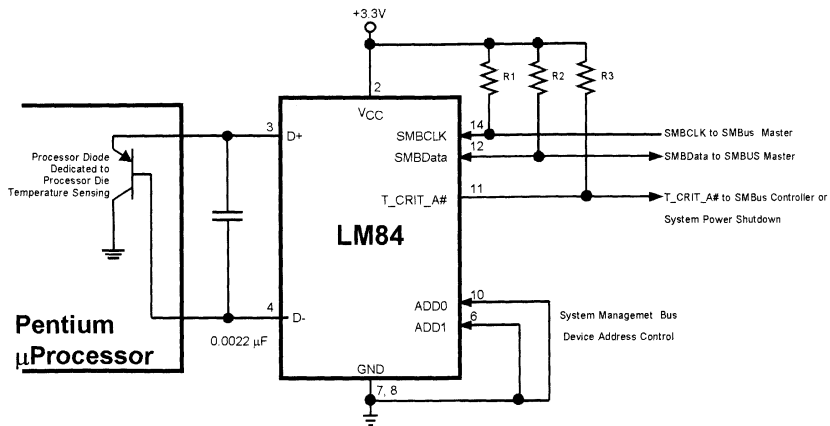 +3.3V
R1
R2
R3
2
VCC
3
D+
14
SMBCLK
SMBCLK to SMBus Master
12
SMBData
SMBData to SMBUS Master
Processor Diode
Dedicated to
Processor Die
Temperature Sensing
11
T_CRIT_A#
T_CRIT_A# to SMBus Controller or
System Power Shutdown
LM84
10
ADD0
6
ADD1
System Managemet Bus
Device Address Control
4
D-
0.0022 µF
Pentium
µProcessor
GND
7, 8